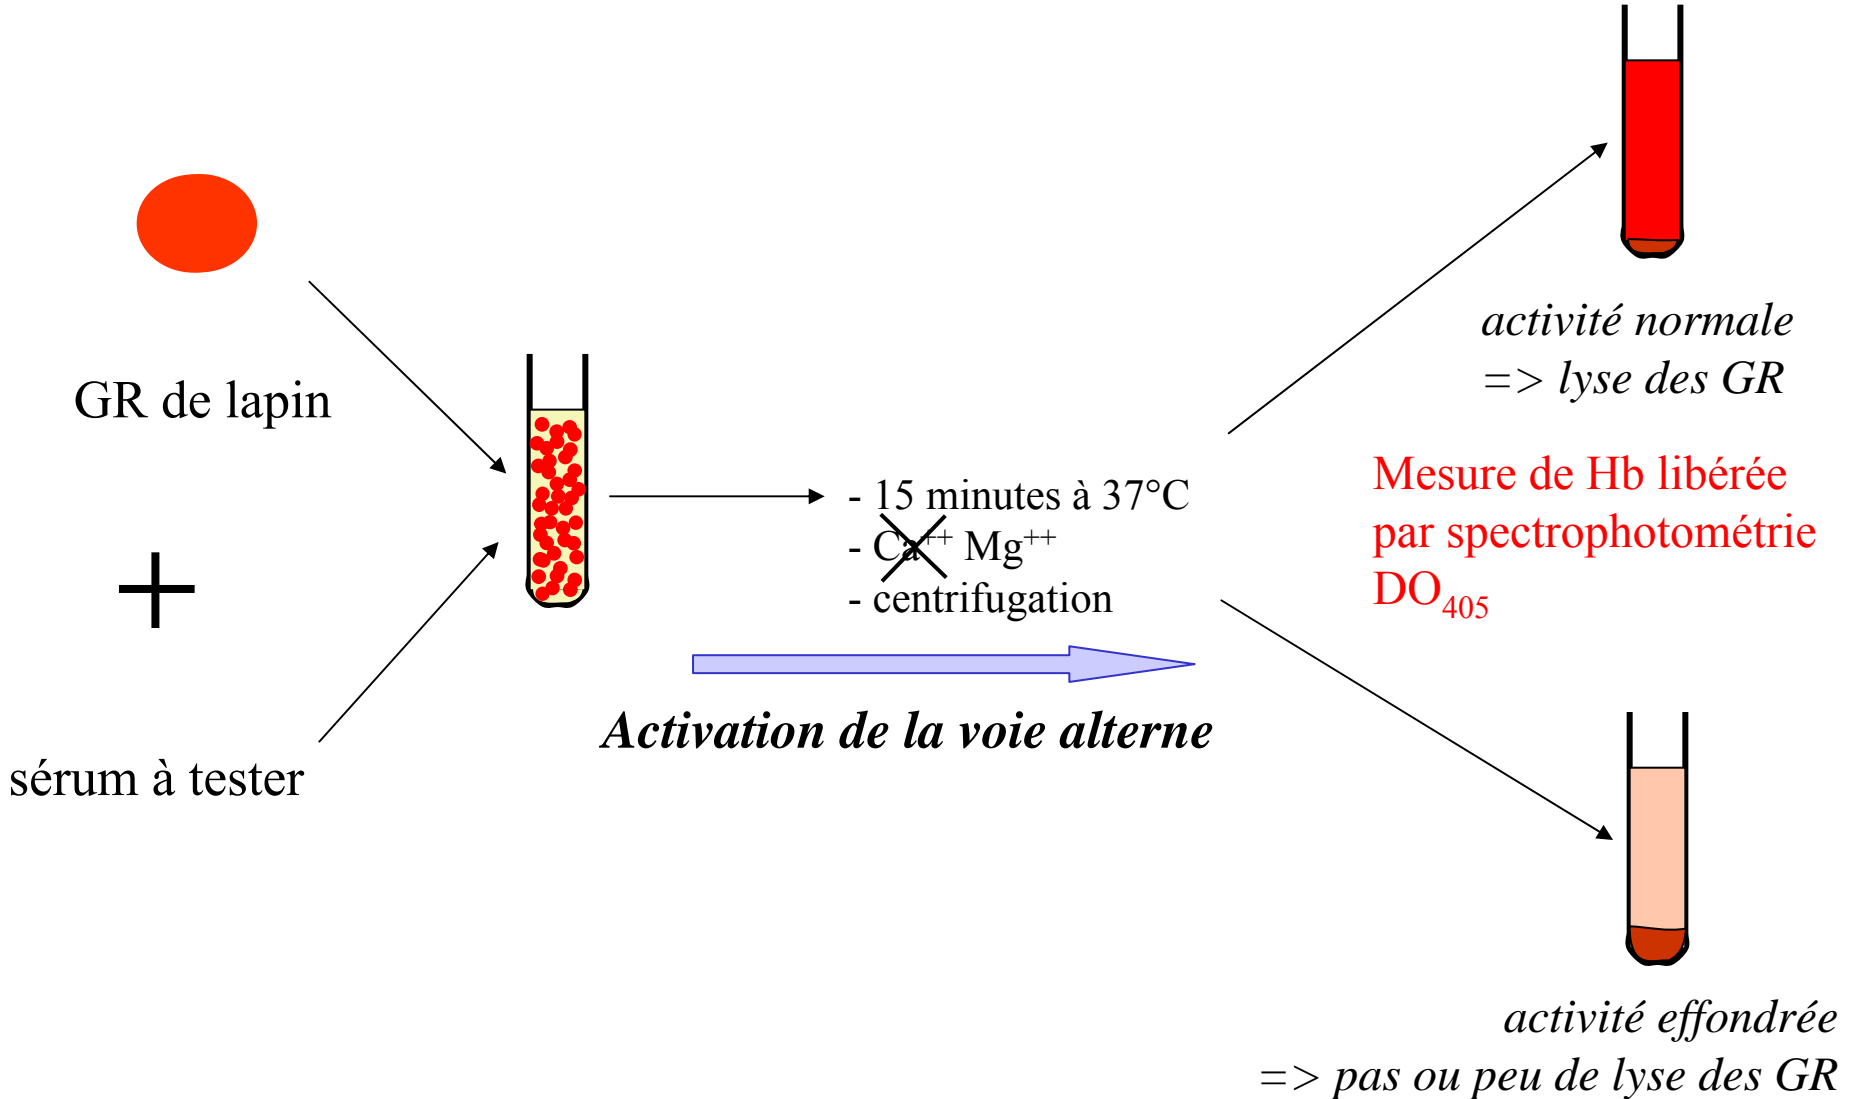 GR de lapin
sérum à tester
- 15 minutes à 37°C
- Ca++ Mg++
- centrifugation
Activation de la voie alterne
activité normale
=> lyse des GR
Mesure de Hb libérée
par spectrophotométrie
DO405
activité effondrée
=> pas ou peu de lyse des GR